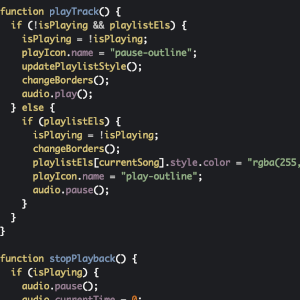 function playTrack() {
if (!isPlaying && playlistEls) {
isPlaying = !isPlaying;
playIcon.name = "pause-outline";
updatePlaylistStyle();
changeBorders();
audio.play();
} else {
if (playlistEls) {
isPlaying = !isPlaying;
changeBorders();
playlistEls[currentSong].style.color = "rgba(255,
playIcon.name = "play-outline";
audio.pause();
}
}
}
function stopPlayback() {
if (isPlaying) {
audio.pause();
audio.currentTime = 0;